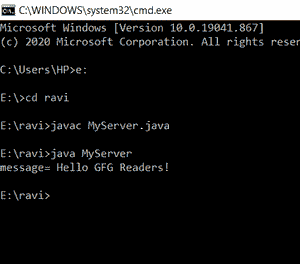 C:\WINDOWS\system32\cmd.exe
Microsoft Windows [Version 10.0.19041.867]
(c) 2020 Microsoft Corporation. All rights reser
C:\Users\HP>e:
E:\>cd ravi
E:\ravi>javac MyServer.java
E:\ravi>java MyServer
message= Hello GFG Readers!
E:\ravi>